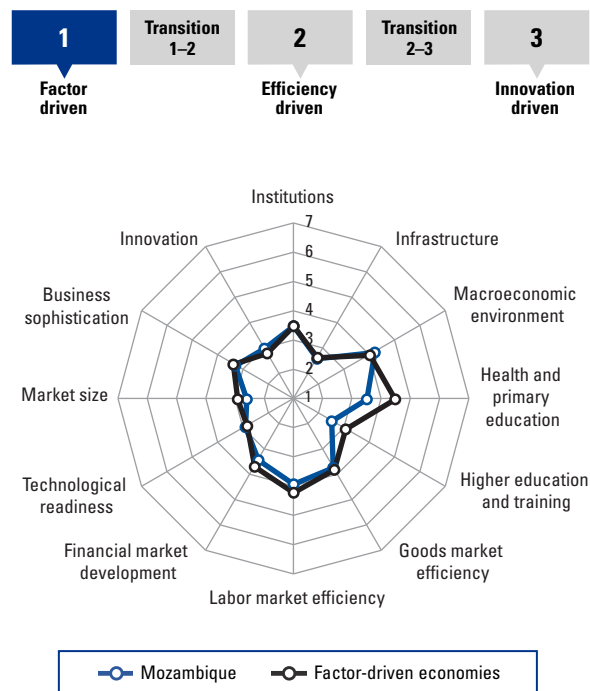 1
Transition
1–2
2
Transition
2–3
3
Factor
driven
Efficiency
driven
Innovation
driven
Institutions
7
Innovation
Infrastructure
6
5
Business
sophistication
Macroeconomic
environment
4
3
2
Market size
1
Health and
primary
education
Technological
readiness
Higher education
and training
Financial market
development
Goods market
efficiency
Labor market efficiency
Mozambique
Factor-driven economies